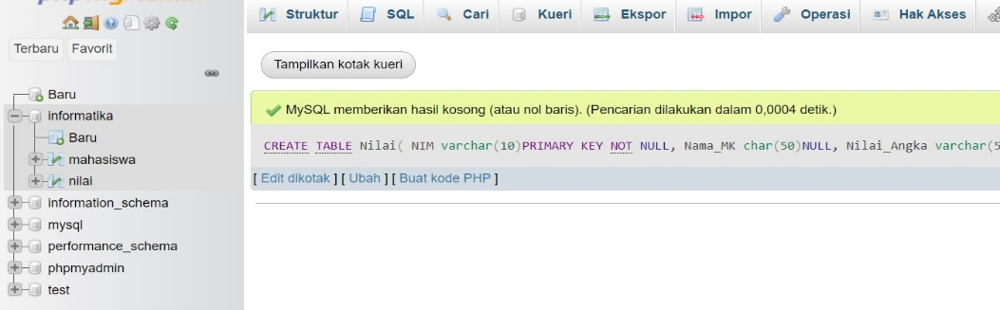 phpMyAdmin
Terbaru Favorit
Baru
informatika
Baru
mahasiswa
nilai
information_schema
mysql
performance_schema
phpmyadmin
test
Struktur SQL Cari Kueri Ekspor Impor Operasi Hak Akses
Tampilkan kotak kueri
MySQL memberikan hasil kosong (atau nol baris). (Pencarian dilakukan dalam 0,0004 detik.)
CREATE TABLE Nilai( NIM varchar(10)PRIMARY KEY NOT NULL, Nama_MK char(50)NULL, Nilai_Angka varchar(5
[ Edit dikotak ] [ Ubah ] [ Buat kode PHP ]